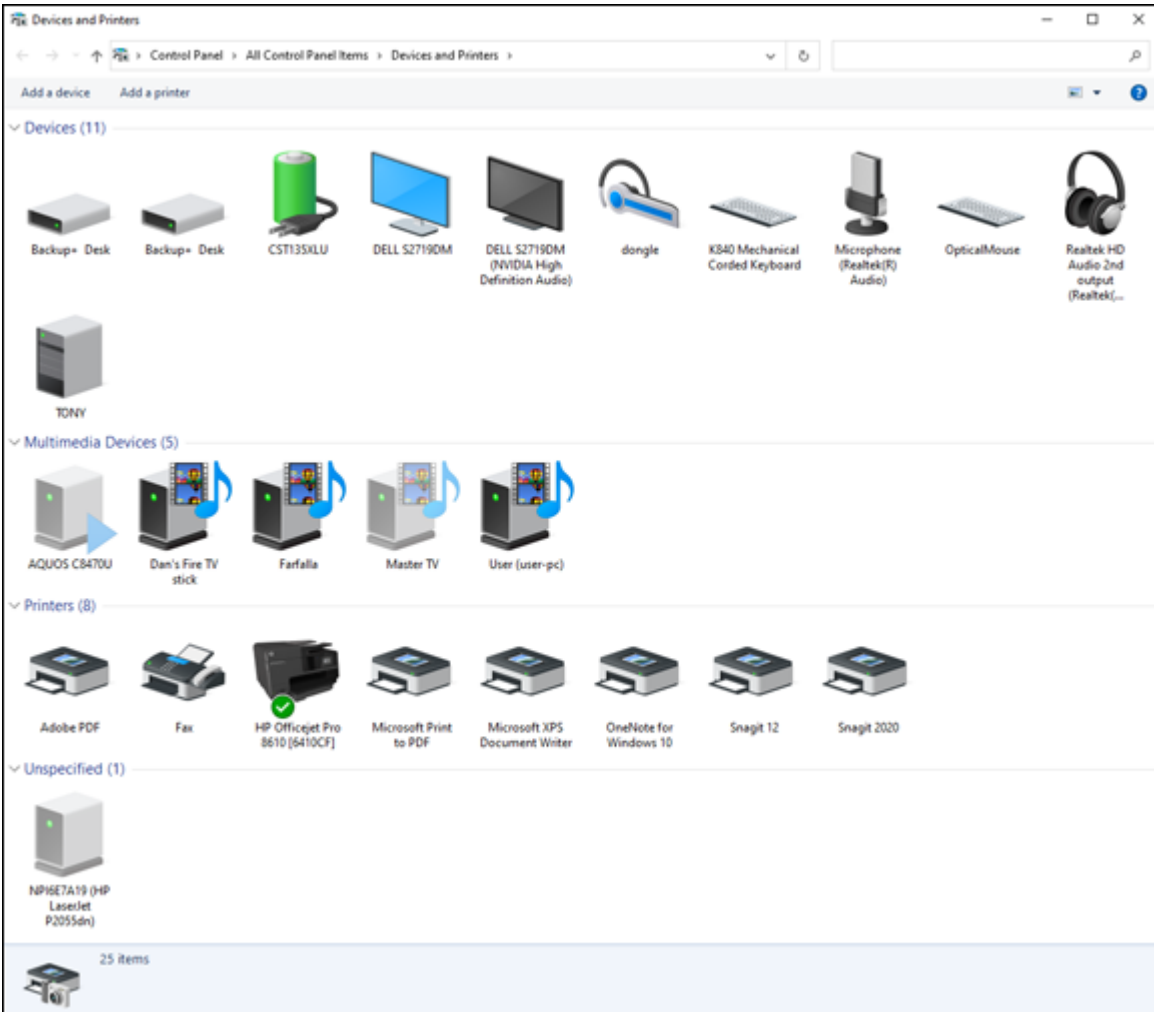 Devices and Printers
Control Panel > All Control Panel Items > Devices and Printers >
Add a device Add a printer
Devices (11)
Backup+ Desk
Backup+ Desk
CST135XLU
DELL S2719DM
DELL S2719DM
(NVIDIA High
Definition Audio)
dongle
K840 Mechanical
Corded Keyboard
Microphone
(Realtek(R)
Audio)
OpticalMouse
Realtek HD
Audio 2nd
output
(Realtek(...
TONY
Multimedia Devices (5)
AQUOS C8470U
Dan's Fire TV
stick
Farfalla
Master TV
User (user-pc)
Printers (8)
Adobe PDF
Fax
HP Officejet Pro
8610 [6410CF]
Microsoft Print
to PDF
Microsoft XPS
Document Writer
OneNote for
Windows 10
Snagit 12
Snagit 2020
Unspecified (1)
NPI6E7A19 (HP
LaserJet
P2055dn)
25 items